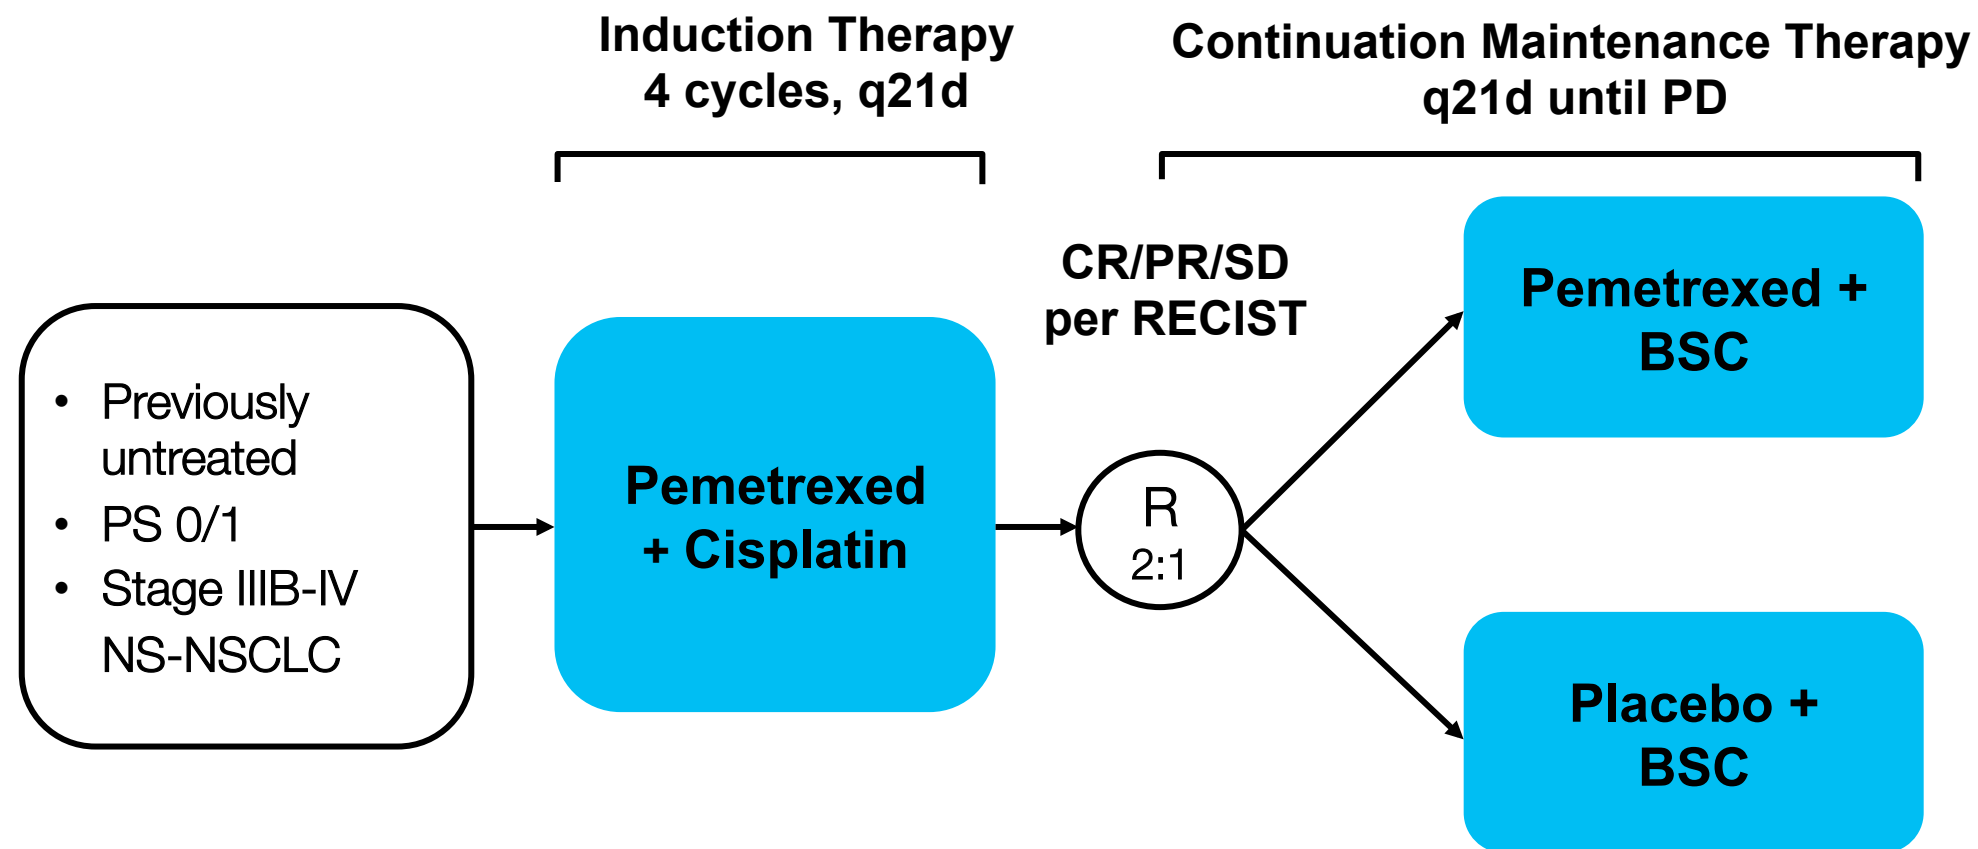 Induction Therapy
4 cycles, q21d
Continuation Maintenance Therapy
q21d until PD
• Previously
untreated
• PS 0/1
• Stage IIIB-IV
NS-NSCLC
Pemetrexed
+ Cisplatin
CR/PR/SD
per RECIST
R
2:1
Pemetrexed +
BSC
Placebo +
BSC